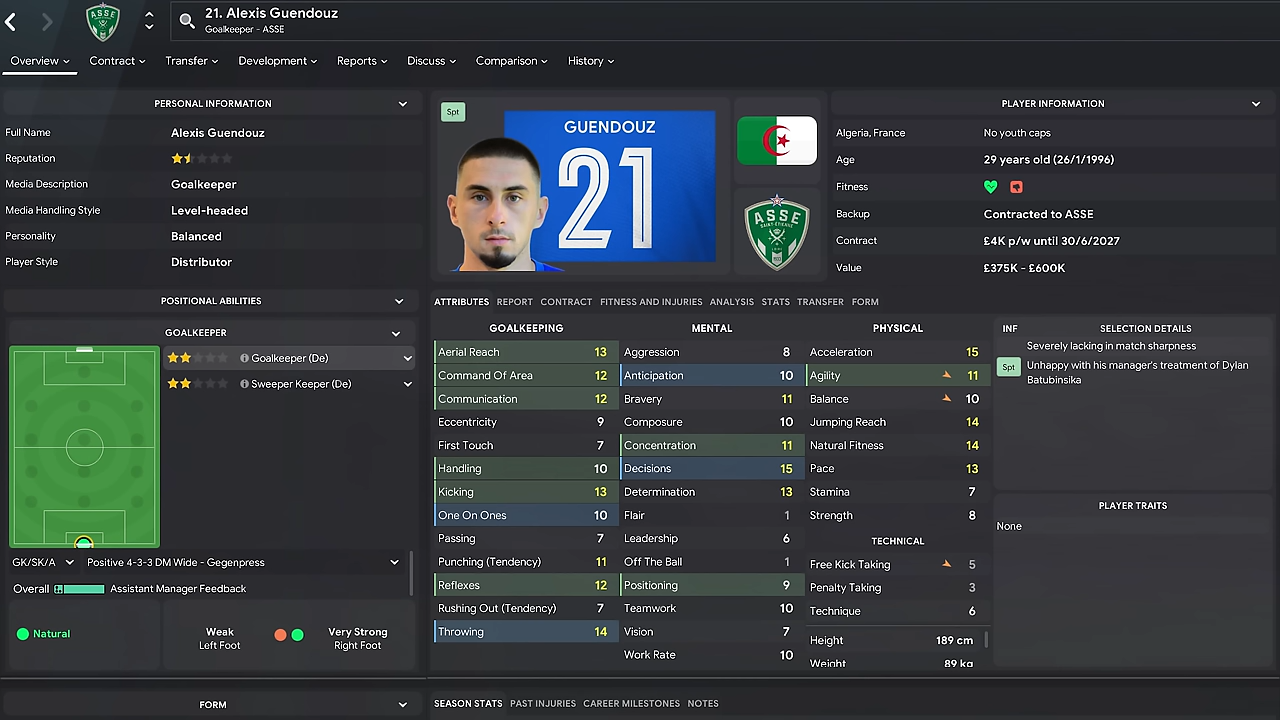 21. Alexis Guendouz
Goalkeeper - ASSE
Overview Contract Transfer Development Reports Discuss Comparison History
PERSONAL INFORMATION
Full Name Alexis Guendouz
Reputation
Media Description Goalkeeper
Media Handling Style Level-headed
Personality Balanced
Player Style Distributor
POSITIONAL ABILITIES
GOALKEEPER
Goalkeeper (De)
Sweeper Keeper (De)
GK/SK/A Positive 4-3-3 DM Wide - Gegenpress
Overall Assistant Manager Feedback
Natural
Weak
Left Foot
Very Strong
Right Foot
FORM
Spt
GUENDOUZ
21
ASSE
SAINT-ETIENNE
PLAYER INFORMATION
Algeria, France No youth caps
Age 29 years old (26/1/1996)
Fitness
Backup Contracted to ASSE
Contract £4K p/w until 30/6/2027
Value £375K - £600K
ATTRIBUTES REPORT CONTRACT FITNESS AND INJURIES ANALYSIS STATS TRANSFER FORM
GOALKEEPING
Aerial Reach 13
Command Of Area 12
Communication 12
Eccentricity 9
First Touch 7
Handling 10
Kicking 13
One On Ones 10
Passing 7
Punching (Tendency) 11
Reflexes 12
Rushing Out (Tendency) 7
Throwing 14
MENTAL
Aggression 8
Anticipation 10
Bravery 11
Composure 10
Concentration 11
Decisions 15
Determination 13
Flair 1
Leadership 6
Off The Ball 1
Positioning 9
Teamwork 10
Vision 7
Work Rate 10
PHYSICAL
Acceleration 15
Agility 11
Balance 10
Jumping Reach 14
Natural Fitness 14
Pace 13
Stamina 7
Strength 8
TECHNICAL
Free Kick Taking 5
Penalty Taking 3
Technique 6
Height 189 cm
Weight 89 kg
INF SELECTION DETAILS
Severely lacking in match sharpness
Spt Unhappy with his manager's treatment of Dylan
Batubinsika
PLAYER TRAITS
None
SEASON STATS PAST INJURIES CAREER MILESTONES NOTES